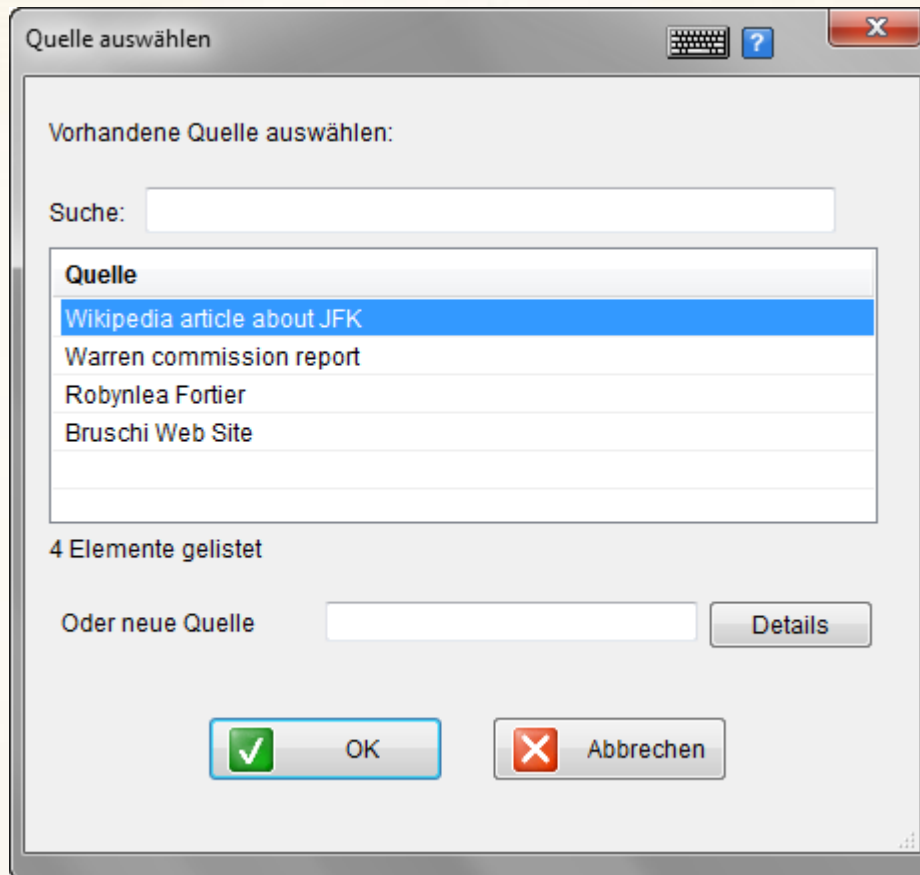 Quelle auswählen
?
x
Vorhandene Quelle auswählen:
Suche:
Quelle
Wikipedia article about JFK
Warren commission report
Robynlea Fortier
Bruschi Web Site
4 Elemente gelistet
Oder neue Quelle
Details
OK
Abbrechen